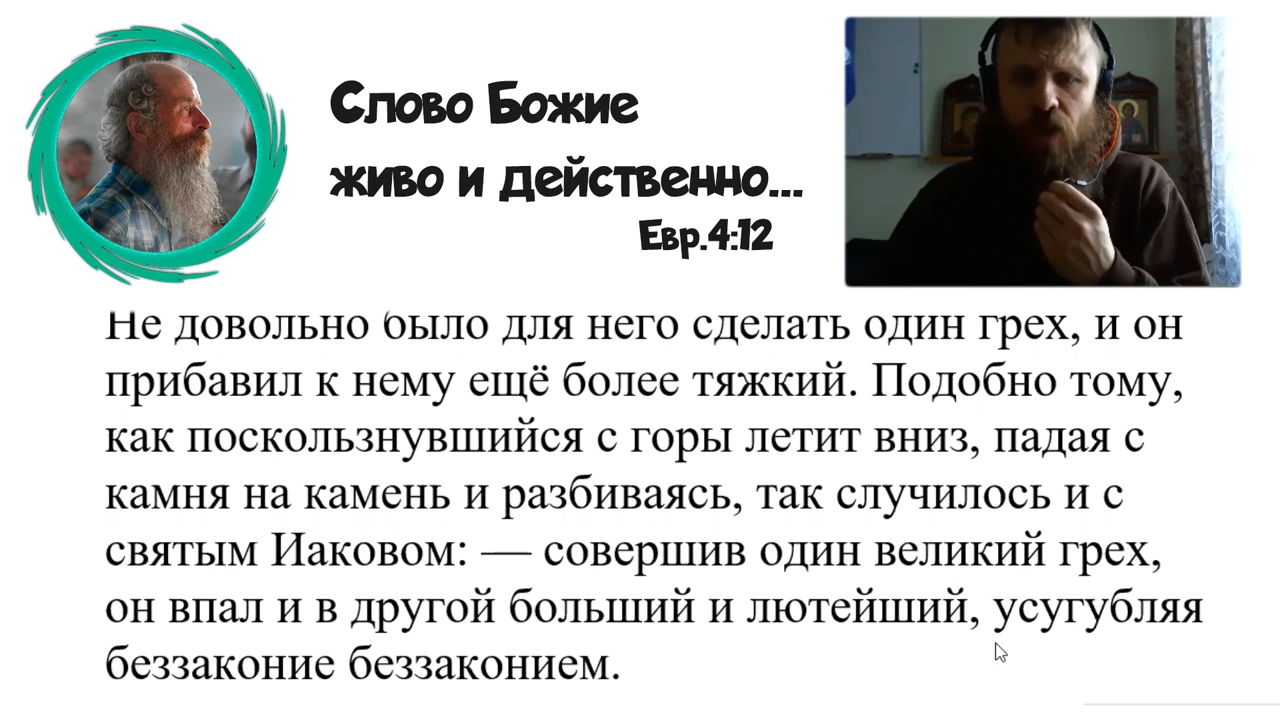 Слово Божие
живо и действенно...
Евр.4:12
Не довольно было для него сделать один грех, и он
прибавил к нему ещё более тяжкий. Подобно тому,
как поскользнувшийся с горы летит вниз, падая с
камня на камень и разбиваясь, так случилось и с
святым Иаковом: — совершив один великий грех,
он впал и в другой больший и лютейший, усугубляя
беззаконие беззаконием.